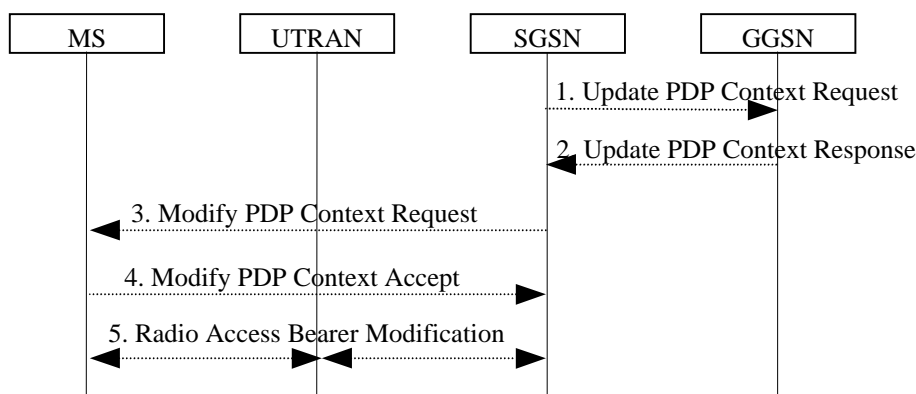 MS
UTRAN
SGSN
GGSN
1. Update PDP Context Request
2. Update PDP Context Response
3. Modify PDP Context Request
4. Modify PDP Context Accept
5. Radio Access Bearer Modification